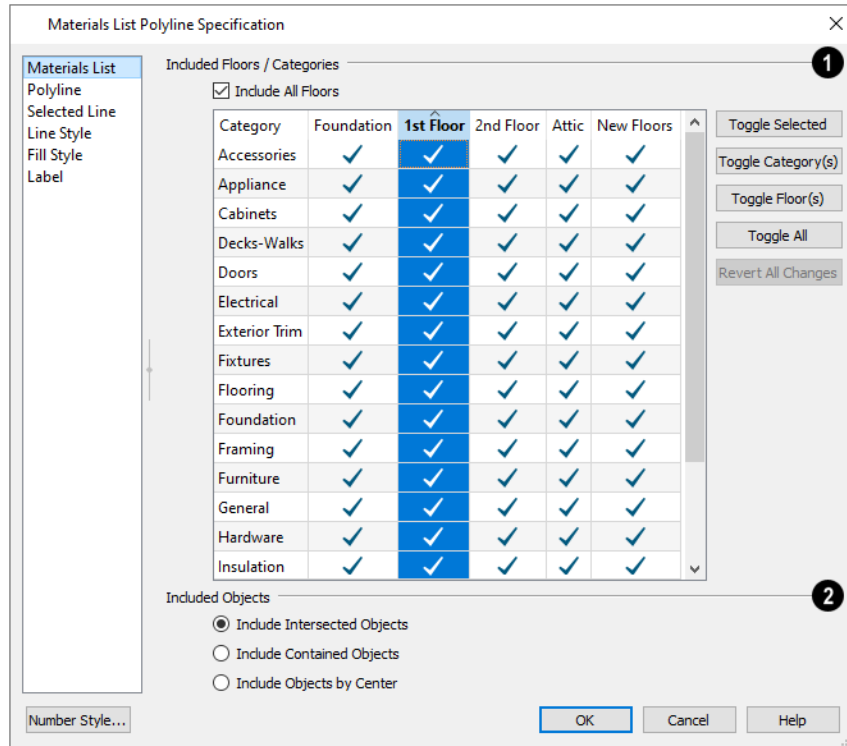 Materials List Polyline Specification
Materials List
Polyline
Selected Line
Line Style
Fill Style
Label
Included Floors / Categories
1
Include All Floors
Category Foundation 1st Floor 2nd Floor Attic New Floors
Accessories
Appliance
Cabinets
Decks-Walks
Doors
Electrical
Exterior Trim
Fixtures
Flooring
Foundation
Framing
Furniture
General
Hardware
Insulation
Toggle Selected
Toggle Category(s)
Toggle Floor(s)
Toggle All
Revert All Changes
Included Objects
2
Include Intersected Objects
Include Contained Objects
Include Objects by Center
Number Style...
OK
Cancel
Help